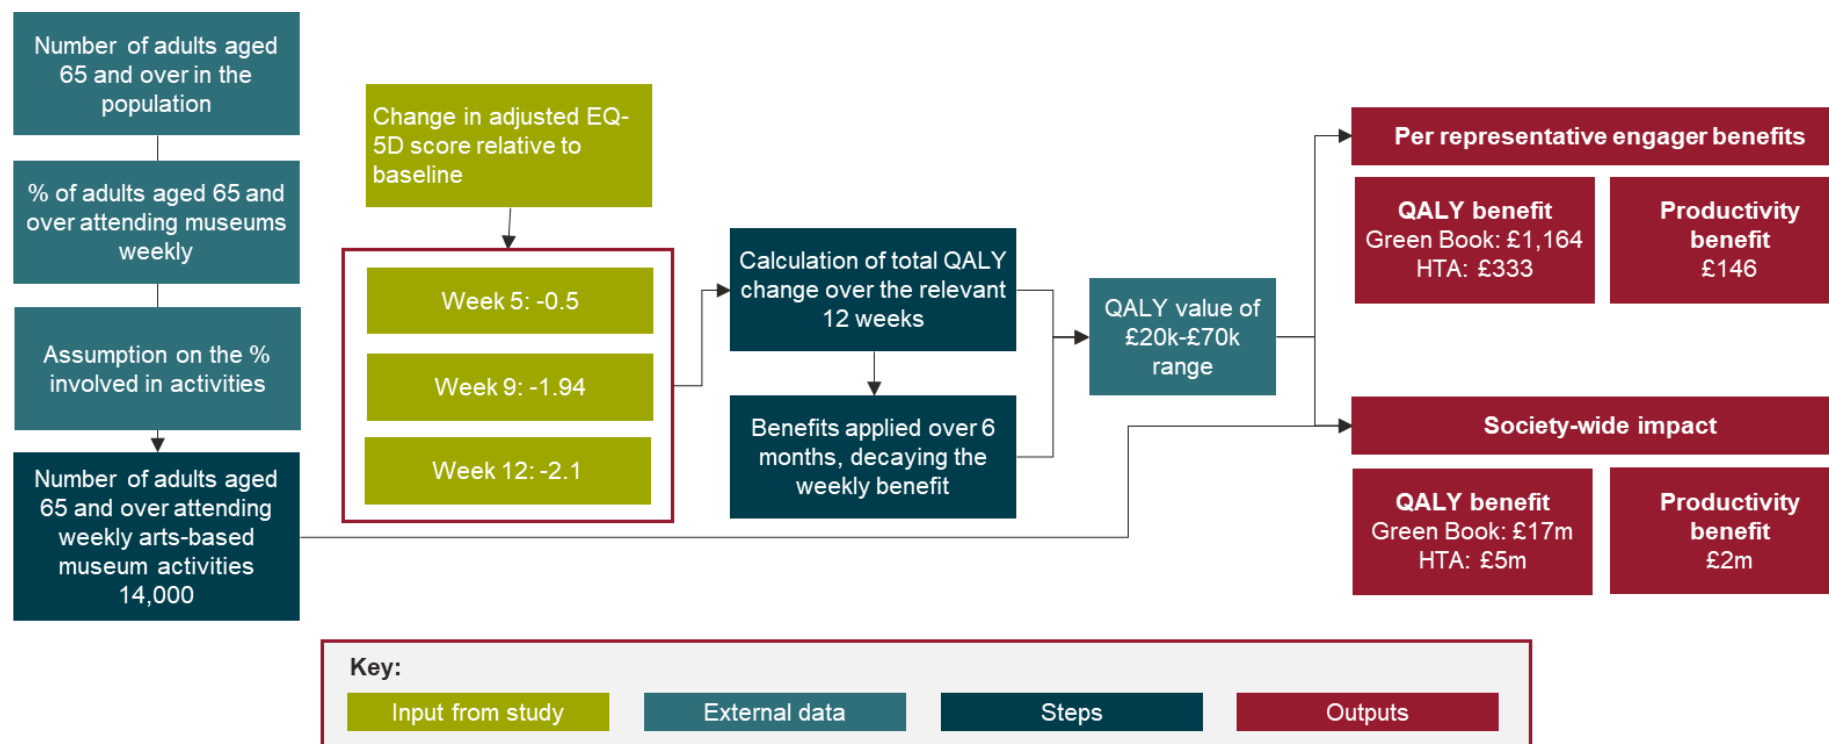 Number of adults aged
65 and over in the
population
% of adults aged 65 and
over attending museums
weekly
Assumption on the %
involved in activities
Number of adults aged
65 and over attending
weekly arts-based
museum activities
14,000
Change in adjusted EQ-
5D score relative to
baseline
Week 5: -0.5
Week 9: -1.94
Week 12: -2.1
Calculation of total QALY
change over the relevant
12 weeks
Benefits applied over 6
months, decaying the
weekly benefit
QALY value of
£20k-£70k
range
Per representative engager benefits
QALY benefit
Green Book: £1,164
HTA: £333
Productivity
benefit
£146
Society-wide impact
QALY benefit
Green Book: £17m
HTA: £5m
Productivity
benefit
£2m
Key:
Input from study
External data
Steps
Outputs